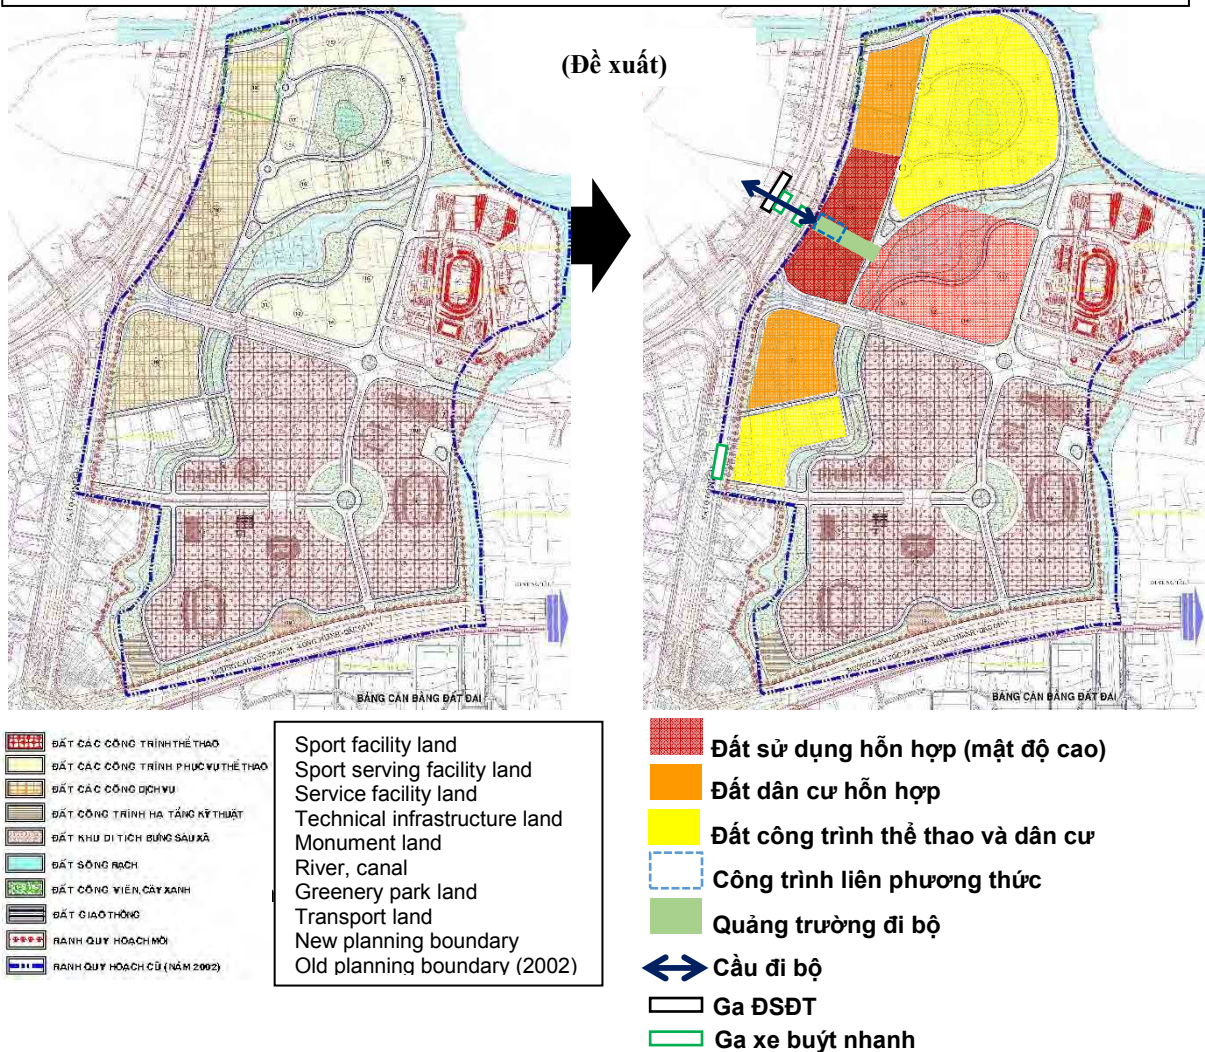 (Đề xuất)
BẢNG CÂN BẰNG ĐẤT ĐAI
BẢNG CÂN BẰNG ĐẤT ĐAI
ĐẤT CÁC CÔNG TRÌNH THỂ THAO
ĐẤT CÁC CÔNG TRÌNH PHỤC VỤ THỂ THAO
ĐẤT CÁC CÔNG DỊCH VỤ
ĐẤT CÔNG TRÌNH HẠ TẦNG KỸ THUẬT
ĐẤT KHU DI TÍCH BƯNG SÁU XÃ
ĐẤT SÔNG RẠCH
ĐẤT CÔNG VIÊN, CÂY XANH
ĐẤT GIAO THÔNG
RANH QUY HOẠCH MỚI
RANH QUY HOẠCH CŨ (NĂM 2002)
Sport facility land
Sport serving facility land
Service facility land
Technical infrastructure land
Monument land
River, canal
Greenery park land
Transport land
New planning boundary
Old planning boundary (2002)
Đất sử dụng hỗn hợp (mật độ cao)
Đất dân cư hỗn hợp
Đất công trình thể thao và dân cư
Công trình liên phương thức
Quảng trường đi bộ
Cầu đi bộ
Ga ĐSĐT
Ga xe buýt nhanh